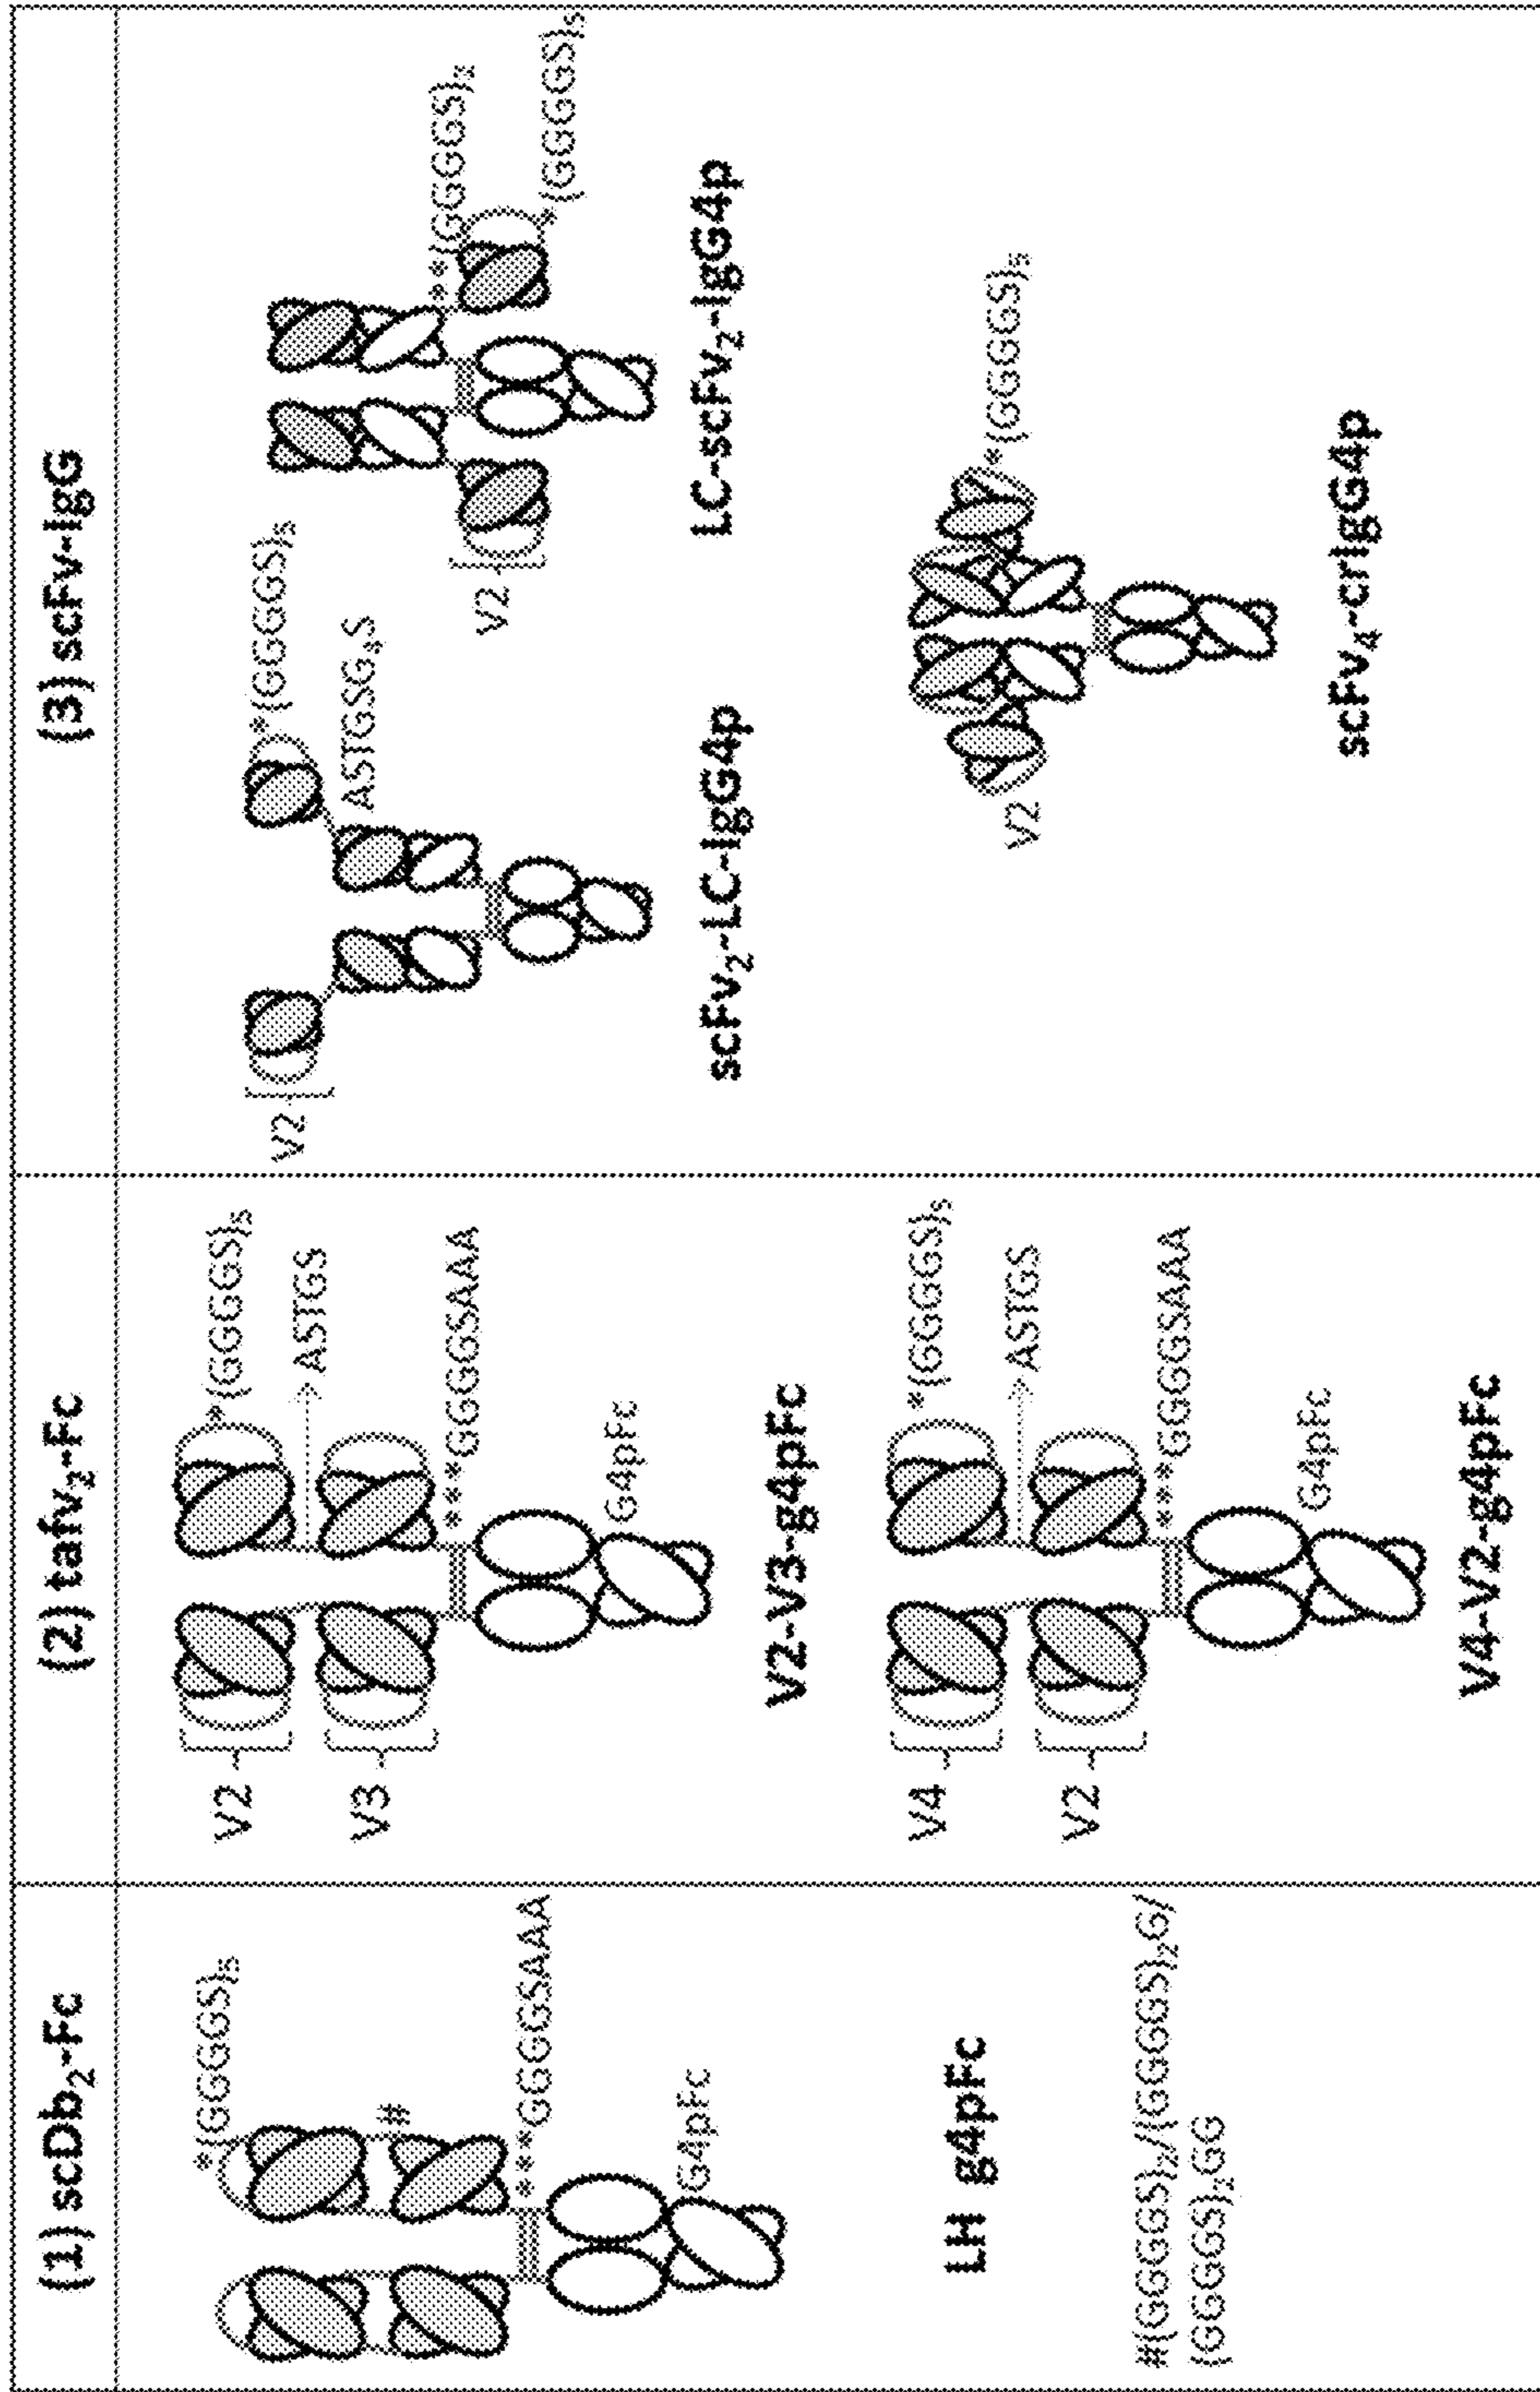 (1) scDb₂-Fc
*(GGGGS)₅
#
***GGGGSAAA
G4pFc
LH g4pFc
#(GGGGS)₂/(GGGGS)₂G/
(GGGGS)₂GG
(2) tafv₂-Fc
V2
*(GGGGS)₅
ASTGS
V3
***GGGGSAAA
G4pFc
V2-V3-g4pFc
V4
*(GGGGS)₅
ASTGS
V2
***GGGGSAAA
G4pFc
V4-V2-g4pFc
(3) scFv-IgG
V2
*(GGGGS)₅
ASTGSG₄S
scFv₂-LC-IgG4p
**(GGGGS)₂
V2
*(GGGGS)₅
LC-scFv₂-IgG4p
*(GGGGS)₅
V2
scFv₄-crIgG4p